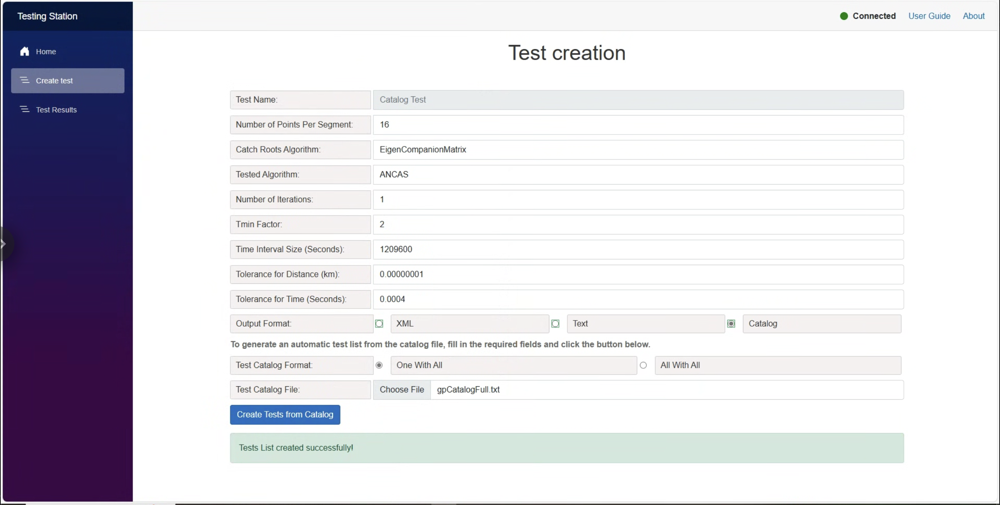 Testing Station
Connected User Guide About
Home
Create test
Test Results
Test creation
Test Name: Catalog Test
Number of Points Per Segment: 16
Catch Roots Algorithm: EigenCompanionMatrix
Tested Algorithm: ANCAS
Number of Iterations: 1
Tmin Factor: 2
Time Interval Size (Seconds): 1209600
Tolerance for Distance (km): 0.00000001
Tolerance for Time (Seconds): 0.0004
Output Format: XML Text Catalog
To generate an automatic test list from the catalog file, fill in the required fields and click the button below.
Test Catalog Format: One With All All With All
Test Catalog File: Choose File gpCatalogFull.txt
Create Tests from Catalog
Tests List created successfully!